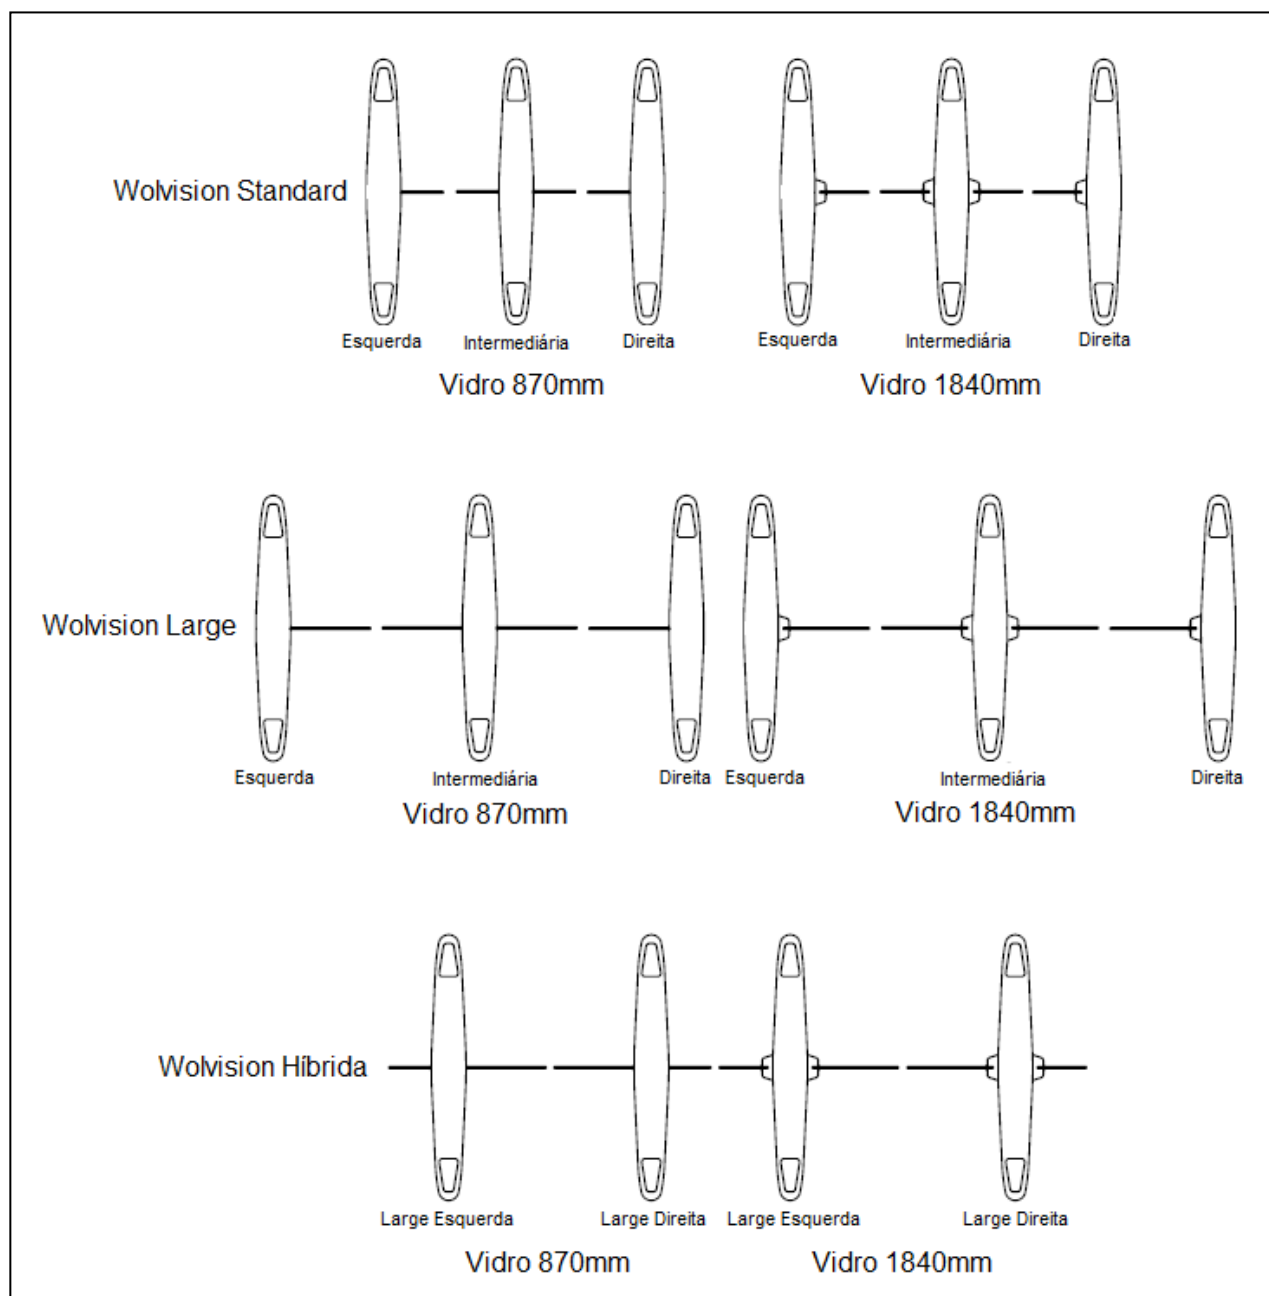 Wolvision Standard
Esquerda Intermediária Direita Esquerda Intermediária Direita
Vidro 870mm Vidro 1840mm
Wolvision Large
Esquerda Intermediária Direita Esquerda Intermediária Direita
Vidro 870mm Vidro 1840mm
Wolvision Híbrida
Large Esquerda Large Direita Large Esquerda Large Direita
Vidro 870mm Vidro 1840mm